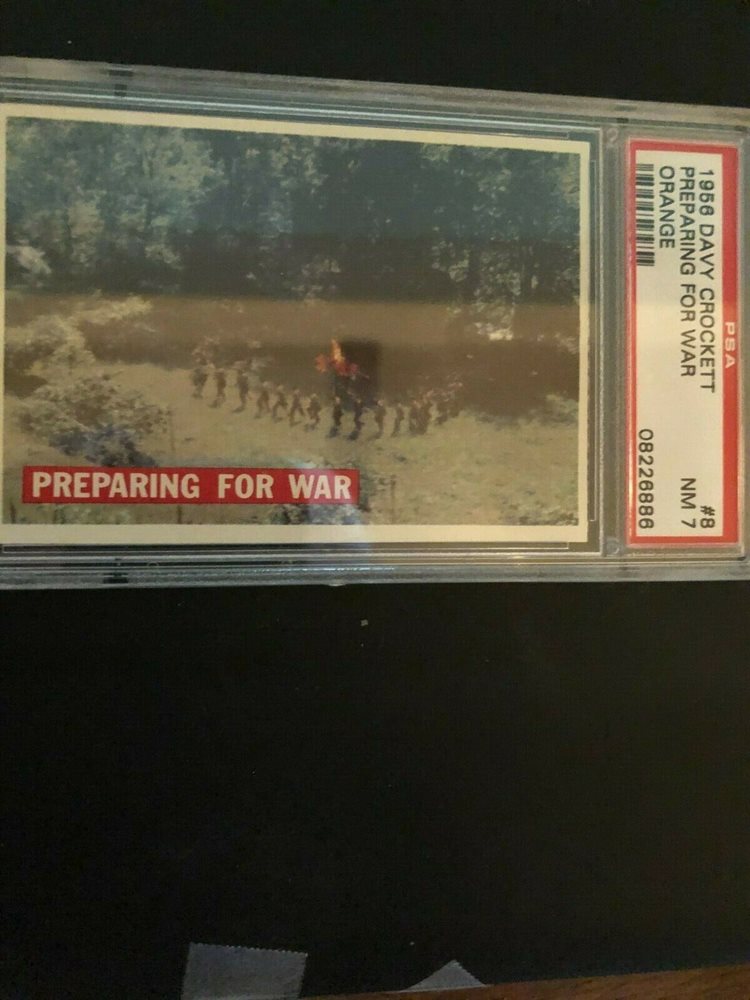 PREPARING FOR WAR
PSA
1956 DAVY CROCKETT #8
PREPARING FOR WAR NM 7
ORANGE 08226886